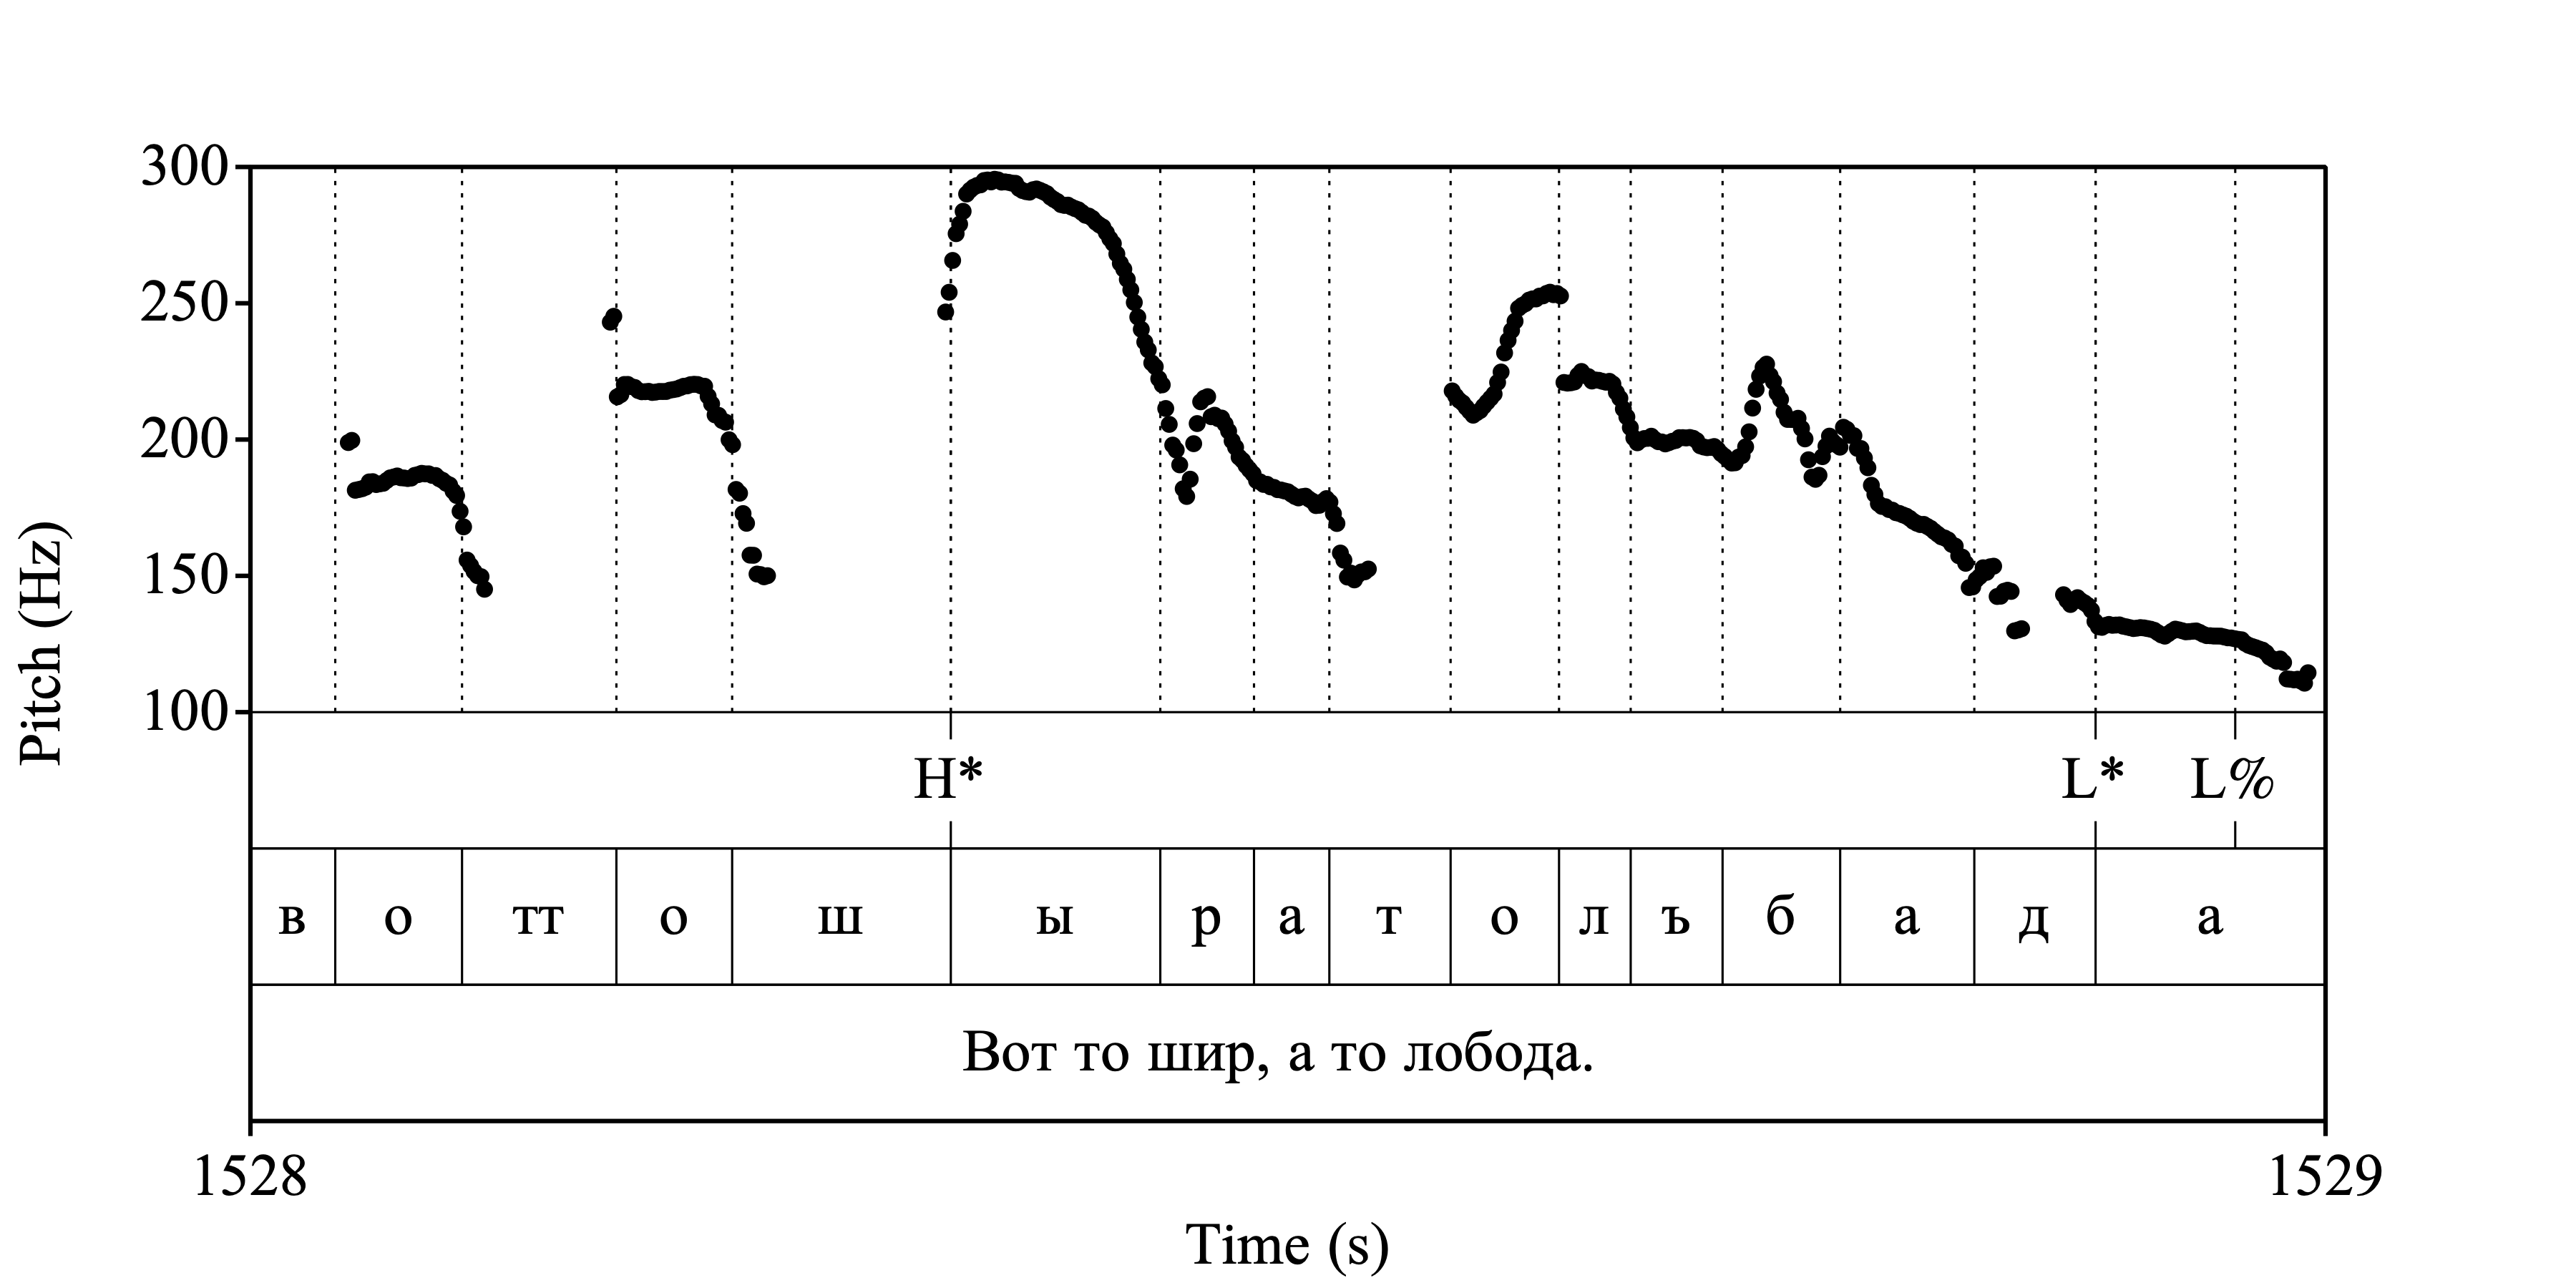 300
250
200
150
100
Pitch (Hz)
H* L* L%
в о тт о ш ы р а т о л ъ б а д а
Вот то шир, а то лобода.
1528 1529
Time (s)